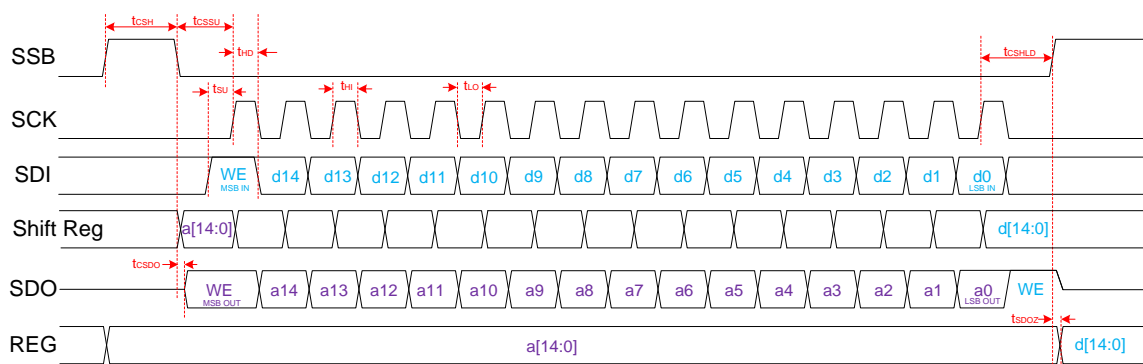 tCSH tCSSU
SSB tHD tCSHLD
tSU tHI tLO
SCK
SDI WE d14 d13 d12 d11 d10 d9 d8 d7 d6 d5 d4 d3 d2 d1 d0
MSB IN LSB IN
Shift Reg a[14:0] d[14:0]
tCSDO
SDO WE a14 a13 a12 a11 a10 a9 a8 a7 a6 a5 a4 a3 a2 a1 a0 WE
MSB OUT LSB OUT
tSDOZ
REG a[14:0] d[14:0]